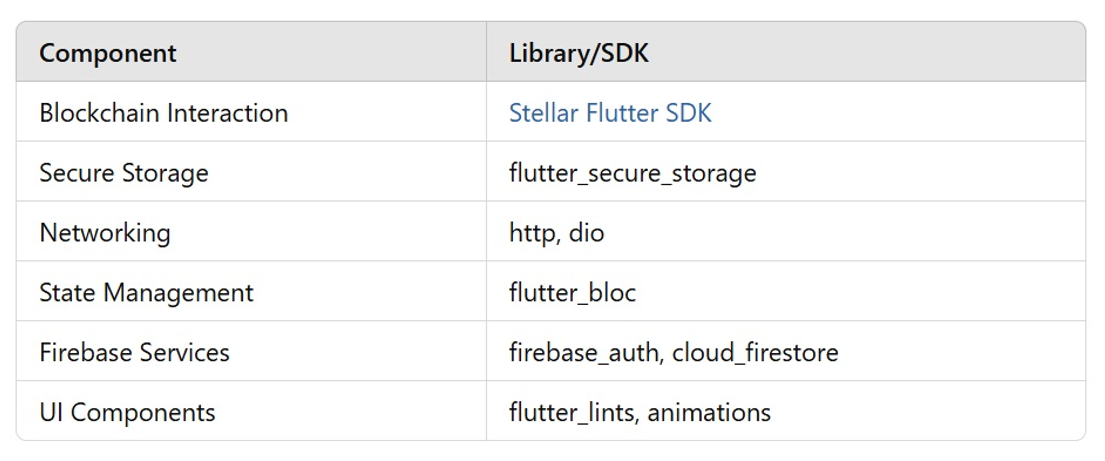 Component Library/SDK
Blockchain Interaction Stellar Flutter SDK
Secure Storage flutter_secure_storage
Networking http, dio
State Management flutter_bloc
Firebase Services firebase_auth, cloud_firestore
UI Components flutter_lints, animations